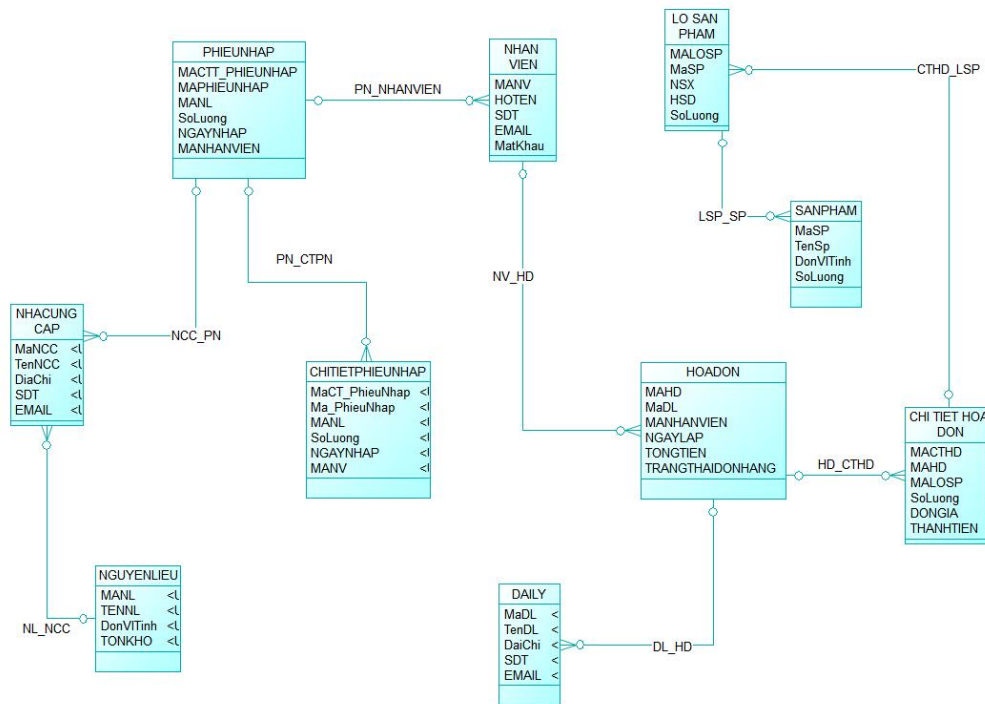 PHIEUNHAP
MACTT_PHIEUNHAP
MAPHIEUNHAP
MANL
SoLuong
NGAYNHAP
MANHANVIEN
PN_NHANVIEN
NHAN
VIEN
MANV
HOTEN
SDT
EMAIL
MatKhau
LO SAN
PHAM
MALOSP
MaSP
NSX
HSD
SoLuong
CTHD_LSP
LSP_SP
SANPHAM
MaSP
TenSp
DonVITinh
SoLuong
PN_CTPN
NV_HD
NCC_PN
NHACUNG
CAP
MaNCC <U
TenNCC <U
DiaChi <U
SDT <U
EMAIL <U
CHITIETPHIEUNHAP
MaCT_PhieuNhap <U
Ma_PhieuNhap <U
MANL <U
SoLuong <U
NGAYNHAP <U
MANV <U
HOADON
MAHD
MaDL
MANHANVIEN
NGAYLAP
TONGTIEN
TRANGTHAIDONHANG
HD_CTHD
CHI TIET HOA
DON
MACTHD
MAHD
MALOSP
SoLuong
DONGIA
THANHTIEN
NGUYENLIEU
MANL <U
TENNL <U
DonVITinh <U
TONKHO <U
NL_NCC
DAILY
MaDL <
TenDL <
DaiChi <
SDT <
EMAIL <
DL_HD